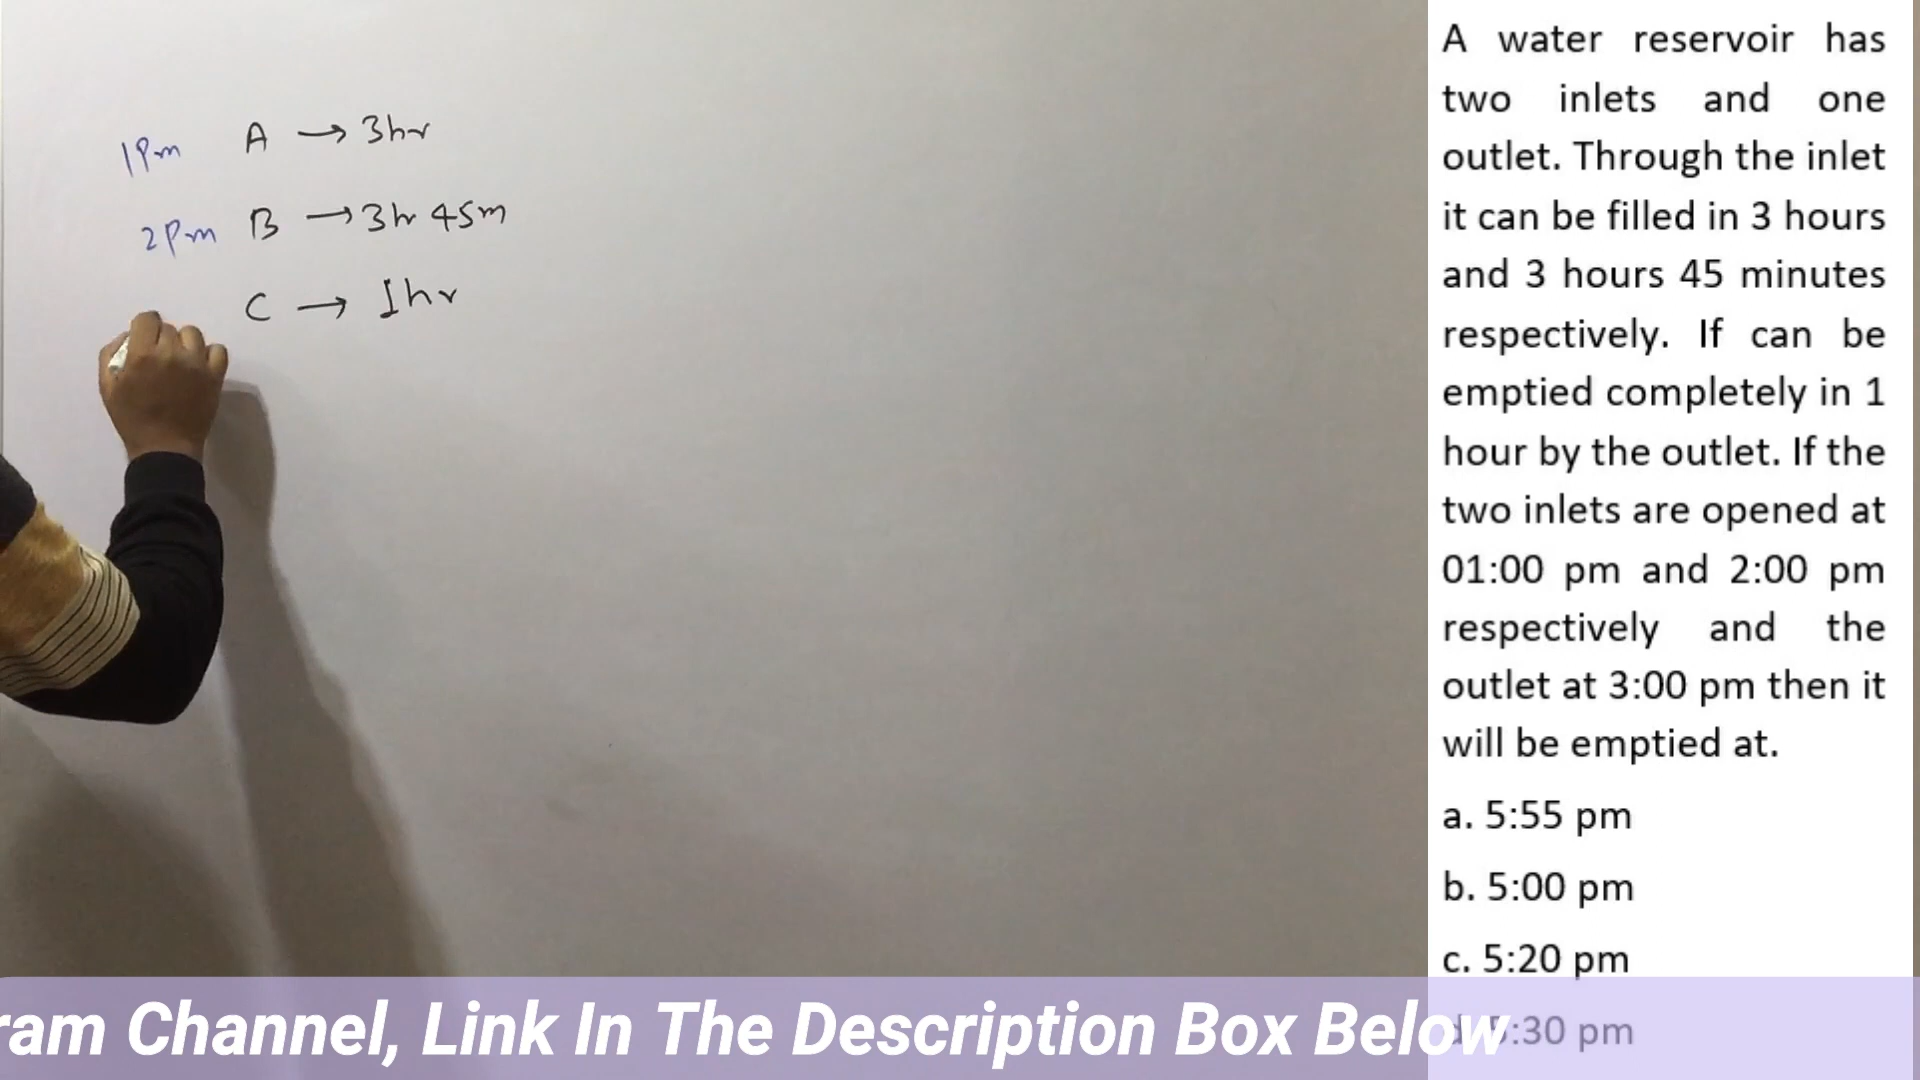 1Pm A → 3hr
2Pm B → 3hr 45m
C → 1hr
A water reservoir has
two inlets and one
outlet. Through the inlet
it can be filled in 3 hours
and 3 hours 45 minutes
respectively. If can be
emptied completely in 1
hour by the outlet. If the
two inlets are opened at
01:00 pm and 2:00 pm
respectively and the
outlet at 3:00 pm then it
will be emptied at.
a. 5:55 pm
b. 5:00 pm
c. 5:20 pm
:30 pm
ram Channel, Link In The Description Box Below